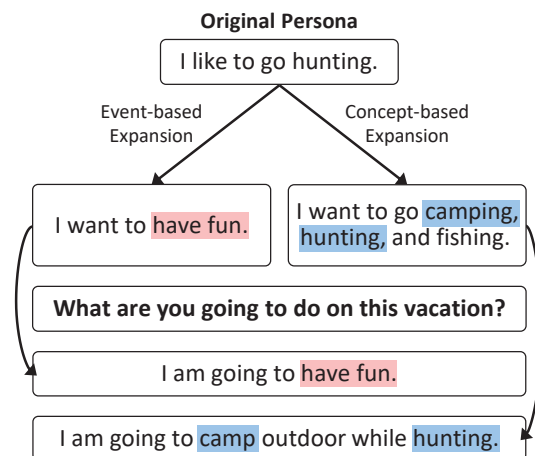 Original Persona
I like to go hunting.
Event-based
Expansion
Concept-based
Expansion
I want to have fun.
I want to go camping,
hunting, and fishing.
What are you going to do on this vacation?
I am going to have fun.
I am going to camp outdoor while hunting.